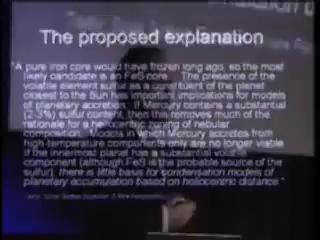 The proposed explanation
"A pure iron core would have frozen long ago, so the most
likely candidate is an FeS core. The presence of the
volatile element sulfur as a constituent of the planet
closest to the Sun has important implications for models
of planetary accretion. If Mercury contains a substantial
(2-3%) sulfur content, then this removes much of the
rationale for a heliocentric zoning of nebular
composition. Models in which Mercury accretes from
high-temperature components only are no longer viable
if the innermost planet has a substantial volatile
component (although FeS is the probable source of the
sulfur); there is little basis for condensation models of
planetary accumulation based on heliocentric distance."